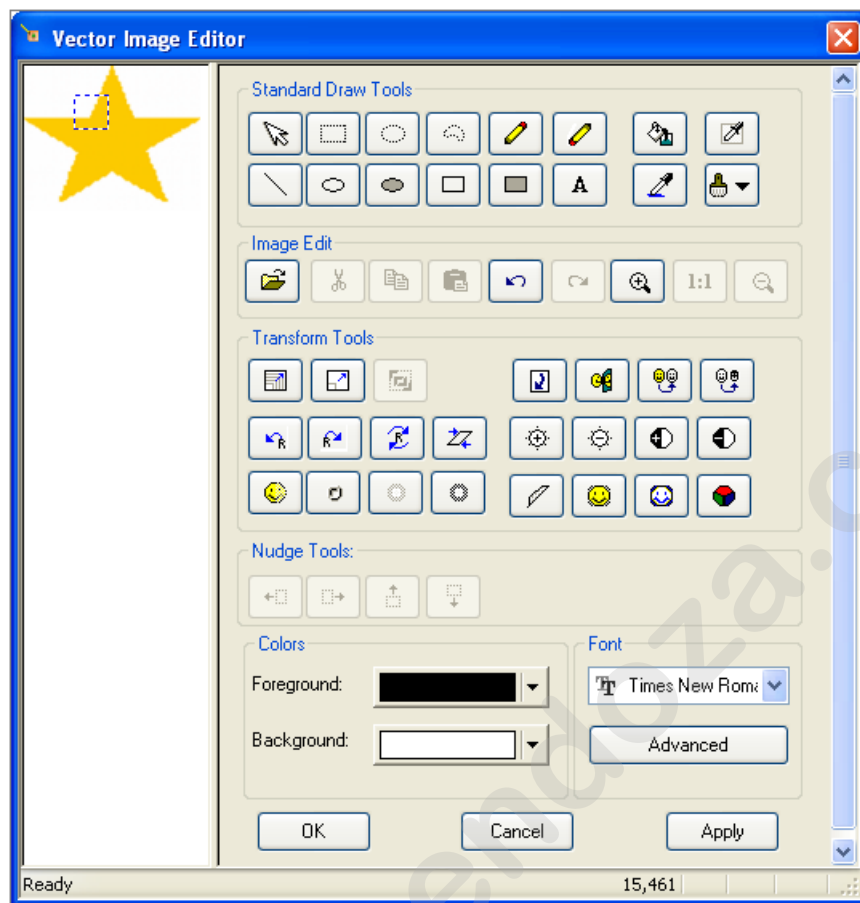 Vector Image Editor
Standard Draw Tools
A
Image Edit
1:1
Transform Tools
R R R
Nudge Tools:
Colors
Font
Foreground:
Times New Roma
Background:
Advanced
OK Cancel Apply
Ready 15,461
endoza.c